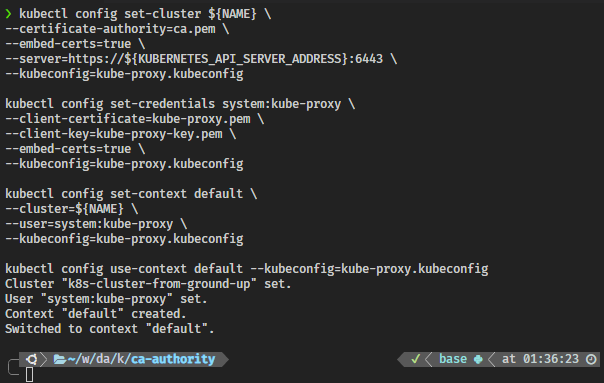 ❯ kubectl config set-cluster ${NAME} \
--certificate-authority=ca.pem \
--embed-certs=true \
--server=https://${KUBERNETES_API_SERVER_ADDRESS}:6443 \
--kubeconfig=kube-proxy.kubeconfig
kubectl config set-credentials system:kube-proxy \
--client-certificate=kube-proxy.pem \
--client-key=kube-proxy-key.pem \
--embed-certs=true \
--kubeconfig=kube-proxy.kubeconfig
kubectl config set-context default \
--cluster=${NAME} \
--user=system:kube-proxy \
--kubeconfig=kube-proxy.kubeconfig
kubectl config use-context default --kubeconfig=kube-proxy.kubeconfig
Cluster "k8s-cluster-from-ground-up" set.
User "system:kube-proxy" set.
Context "default" created.
Switched to context "default".
~/w/da/k/ca-authority ✓ base at 01:36:23